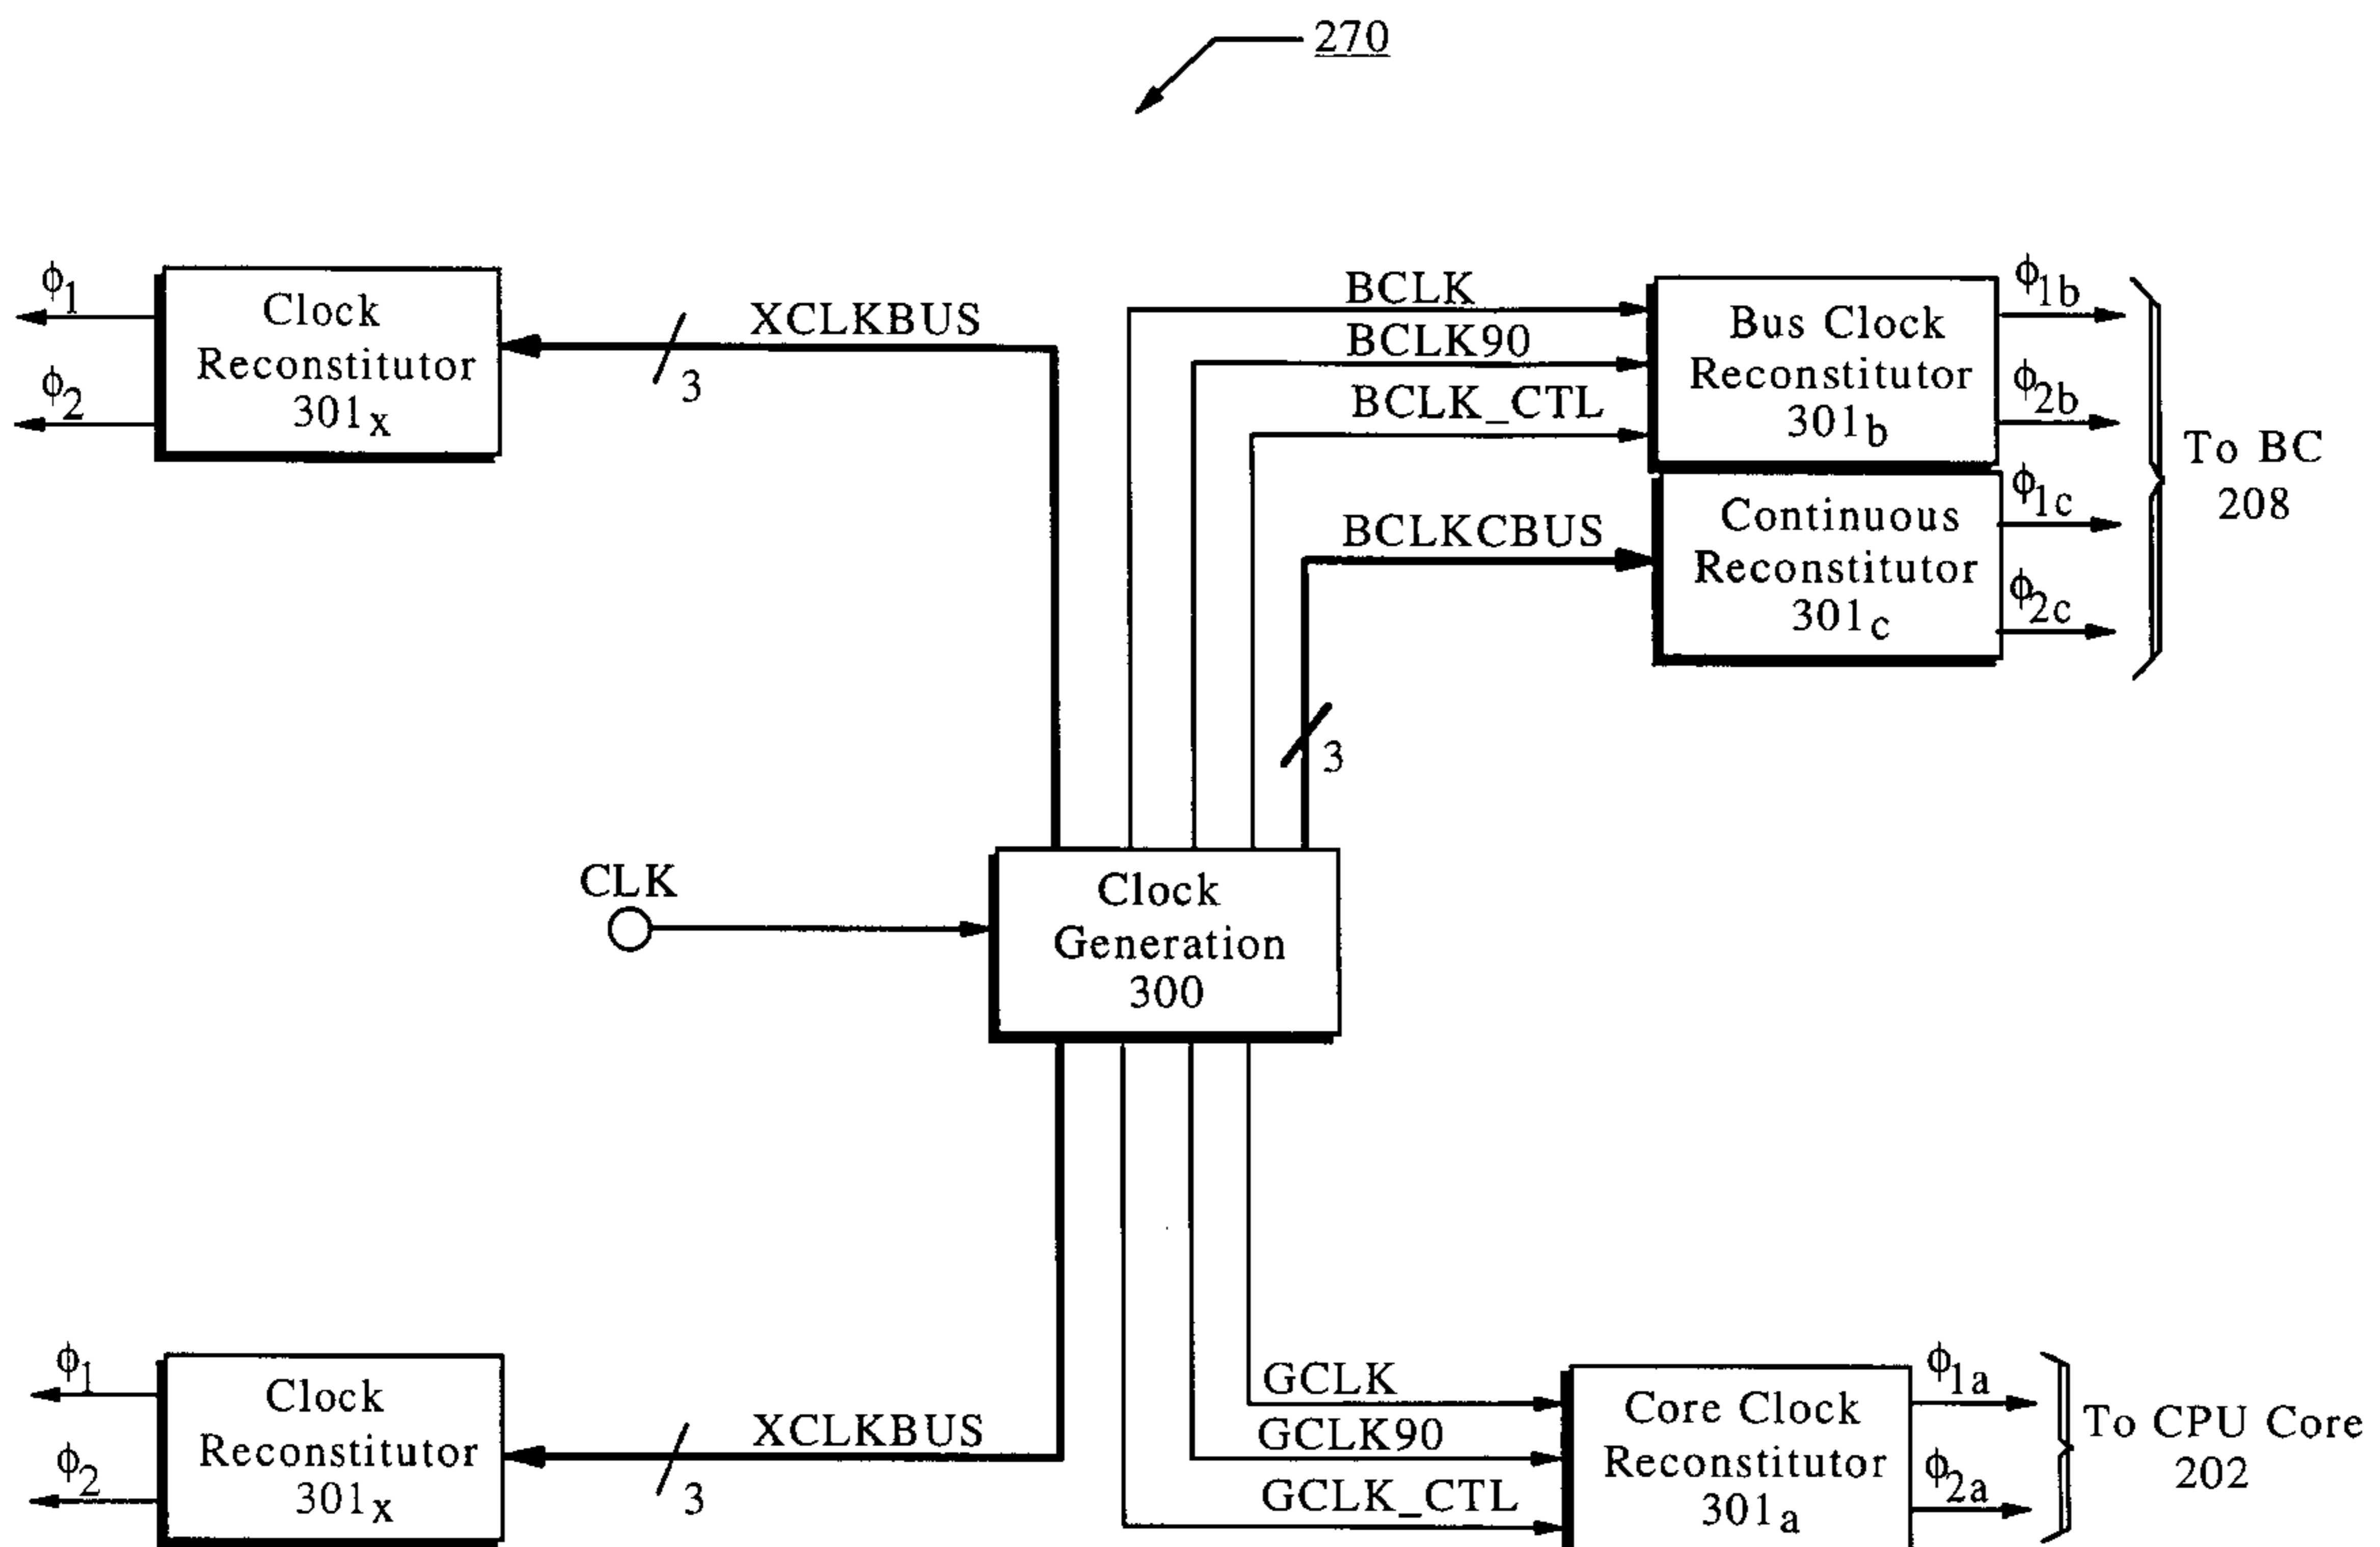 270
ϕ1
ϕ2
Clock
Reconstitutor
301x
XCLKBUS
3
BCLK
BCLK90
BCLK_CTL
BCLKCBUS
3
Bus Clock
Reconstitutor
301b
ϕ1b
ϕ2b
Continuous
Reconstitutor
301c
ϕ1c
ϕ2c
To BC
208
CLK
Clock
Generation
300
ϕ1
ϕ2
Clock
Reconstitutor
301x
XCLKBUS
3
GCLK
GCLK90
GCLK_CTL
Core Clock
Reconstitutor
301a
ϕ1a
ϕ2a
To CPU Core
202